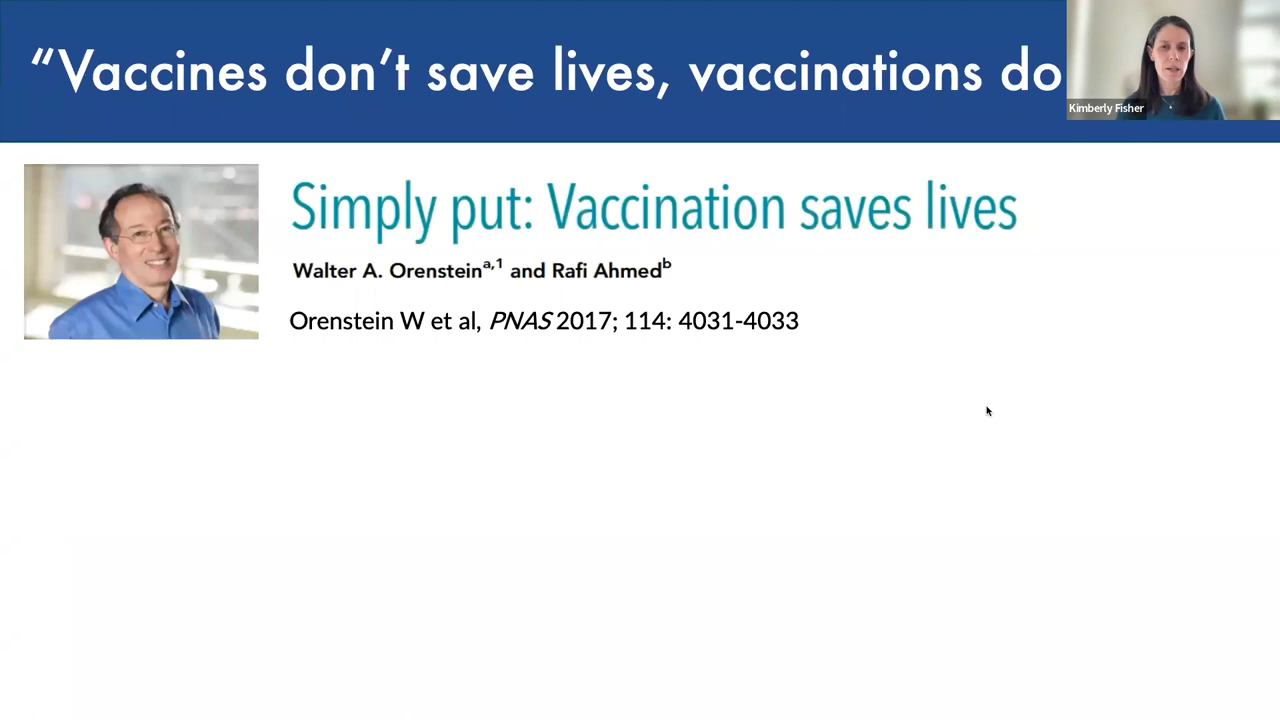 “Vaccines don’t save lives, vaccinations do
Kimberly Fisher
Simply put: Vaccination saves lives
Walter A. Orensteinᵃ,¹ and Rafi Ahmedᵇ
Orenstein W et al, PNAS 2017; 114: 4031-4033